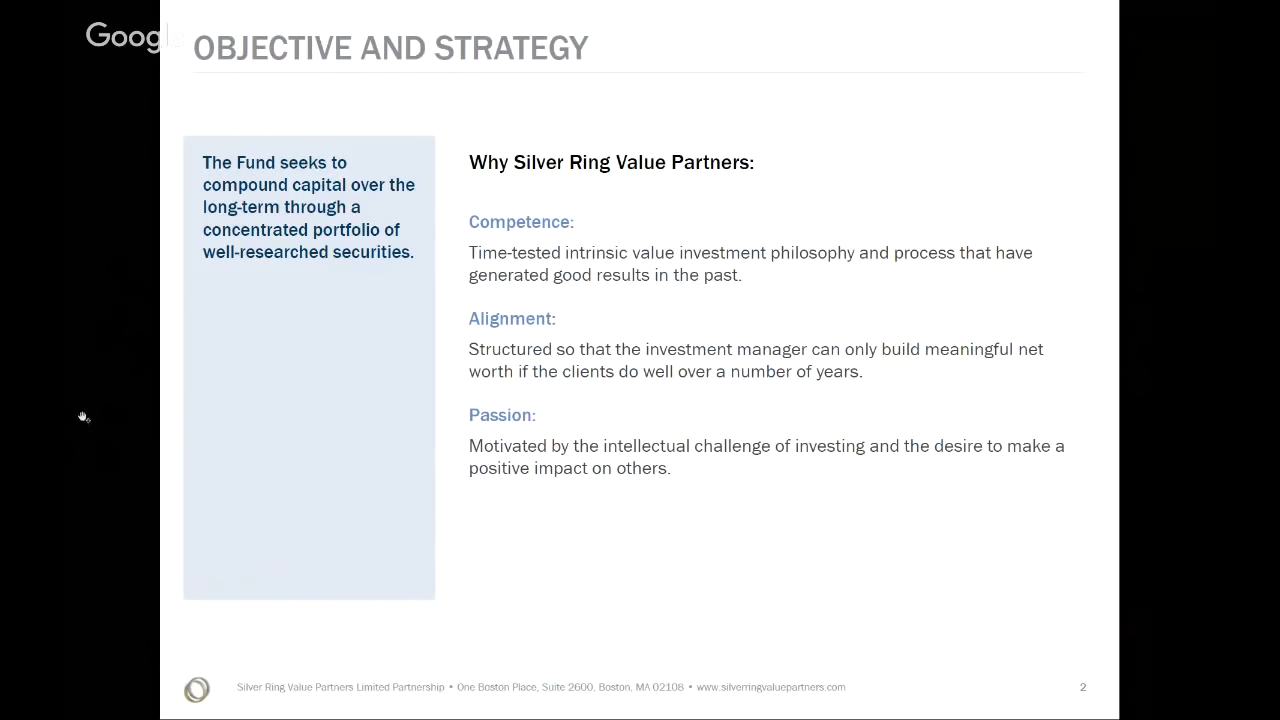 Google
OBJECTIVE AND STRATEGY
The Fund seeks to
compound capital over the
long-term through a
concentrated portfolio of
well-researched securities.
Why Silver Ring Value Partners:
Competence:
Time-tested intrinsic value investment philosophy and process that have
generated good results in the past.
Alignment:
Structured so that the investment manager can only build meaningful net
worth if the clients do well over a number of years.
Passion:
Motivated by the intellectual challenge of investing and the desire to make a
positive impact on others.
Silver Ring Value Partners Limited Partnership • One Boston Place, Suite 2600, Boston, MA 02108 • www.silverringvaluepartners.com
2